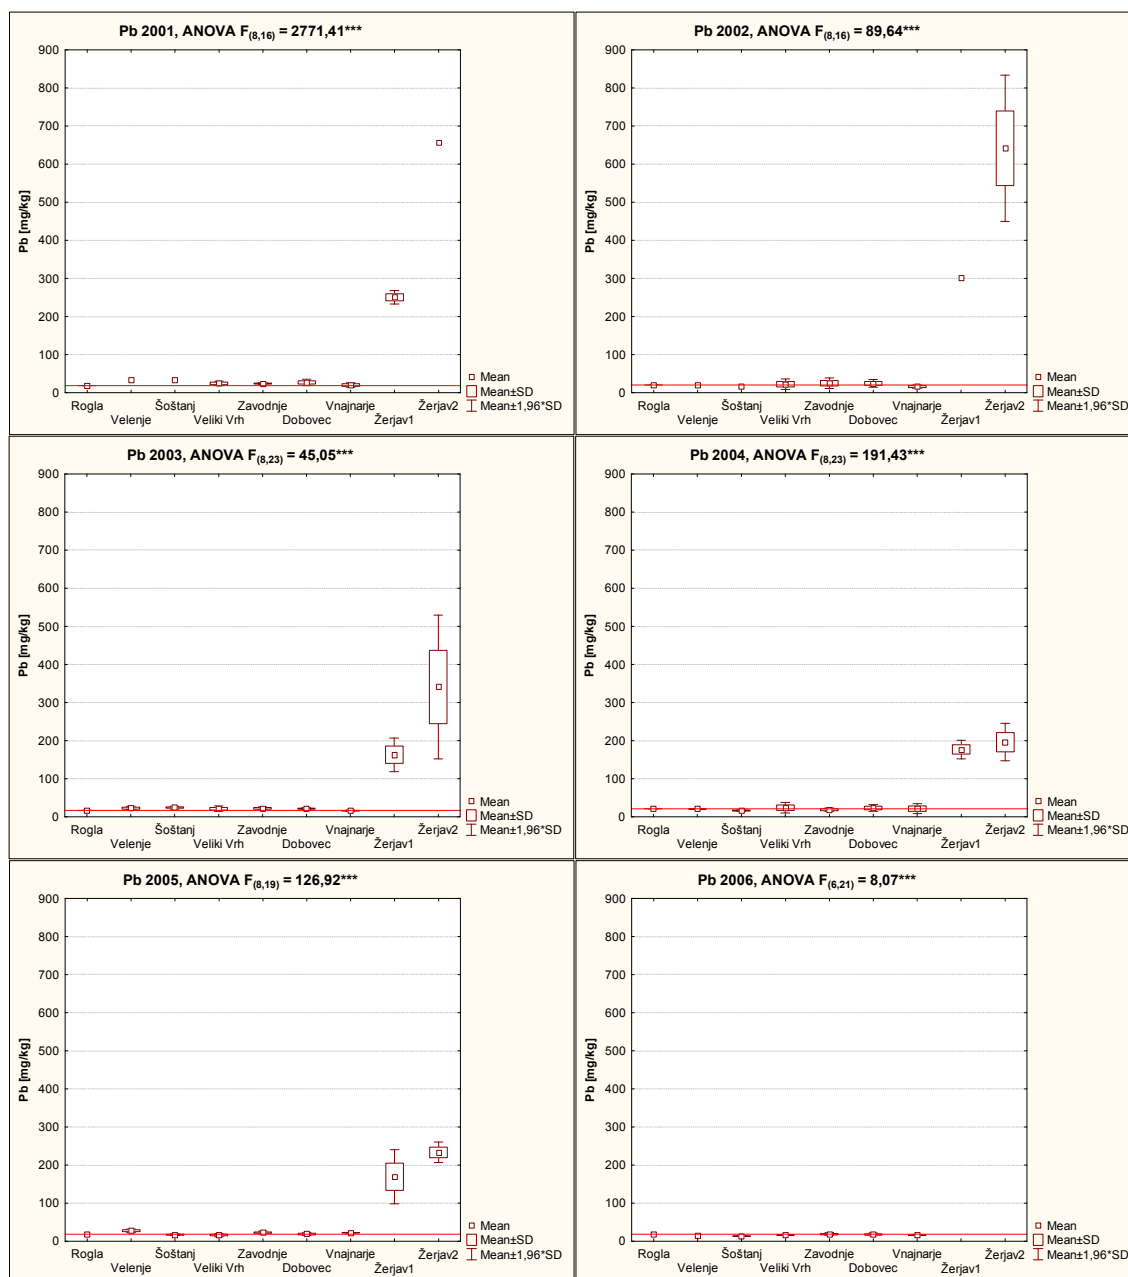 Pb 2001, ANOVA F(8,16) = 2771,41***
900
800
700
600
500
400
300
200
100
0
Pb [mg/kg]
Rogla Šoštanj Zavodnje Vnajnarje Žerjav2
Velenje Veliki Vrh Dobovec Žerjav1
Mean
Mean±SD
Mean±1,96*SD
Pb 2002, ANOVA F(8,16) = 89,64***
900
800
700
600
500
400
300
200
100
0
Pb [mg/kg]
Rogla Šoštanj Zavodnje Vnajnarje Žerjav2
Velenje Veliki Vrh Dobovec Žerjav1
Mean
Mean±SD
Mean±1,96*SD
Pb 2003, ANOVA F(8,23) = 45,05***
900
800
700
600
500
400
300
200
100
0
Pb [mg/kg]
Rogla Šoštanj Zavodnje Vnajnarje Žerjav2
Velenje Veliki Vrh Dobovec Žerjav1
Mean
Mean±SD
Mean±1,96*SD
Pb 2004, ANOVA F(8,23) = 191,43***
900
800
700
600
500
400
300
200
100
0
Pb [mg/kg]
Rogla Šoštanj Zavodnje Vnajnarje Žerjav2
Velenje Veliki Vrh Dobovec Žerjav1
Mean
Mean±SD
Mean±1,96*SD
Pb 2005, ANOVA F(8,19) = 126,92***
900
800
700
600
500
400
300
200
100
0
Pb [mg/kg]
Rogla Šoštanj Zavodnje Vnajnarje Žerjav2
Velenje Veliki Vrh Dobovec Žerjav1
Mean
Mean±SD
Mean±1,96*SD
Pb 2006, ANOVA F(6,21) = 8,07***
900
800
700
600
500
400
300
200
100
0
Pb [mg/kg]
Rogla Šoštanj Zavodnje Vnajnarje Žerjav2
Velenje Veliki Vrh Dobovec Žerjav1
Mean
Mean±SD
Mean±1,96*SD